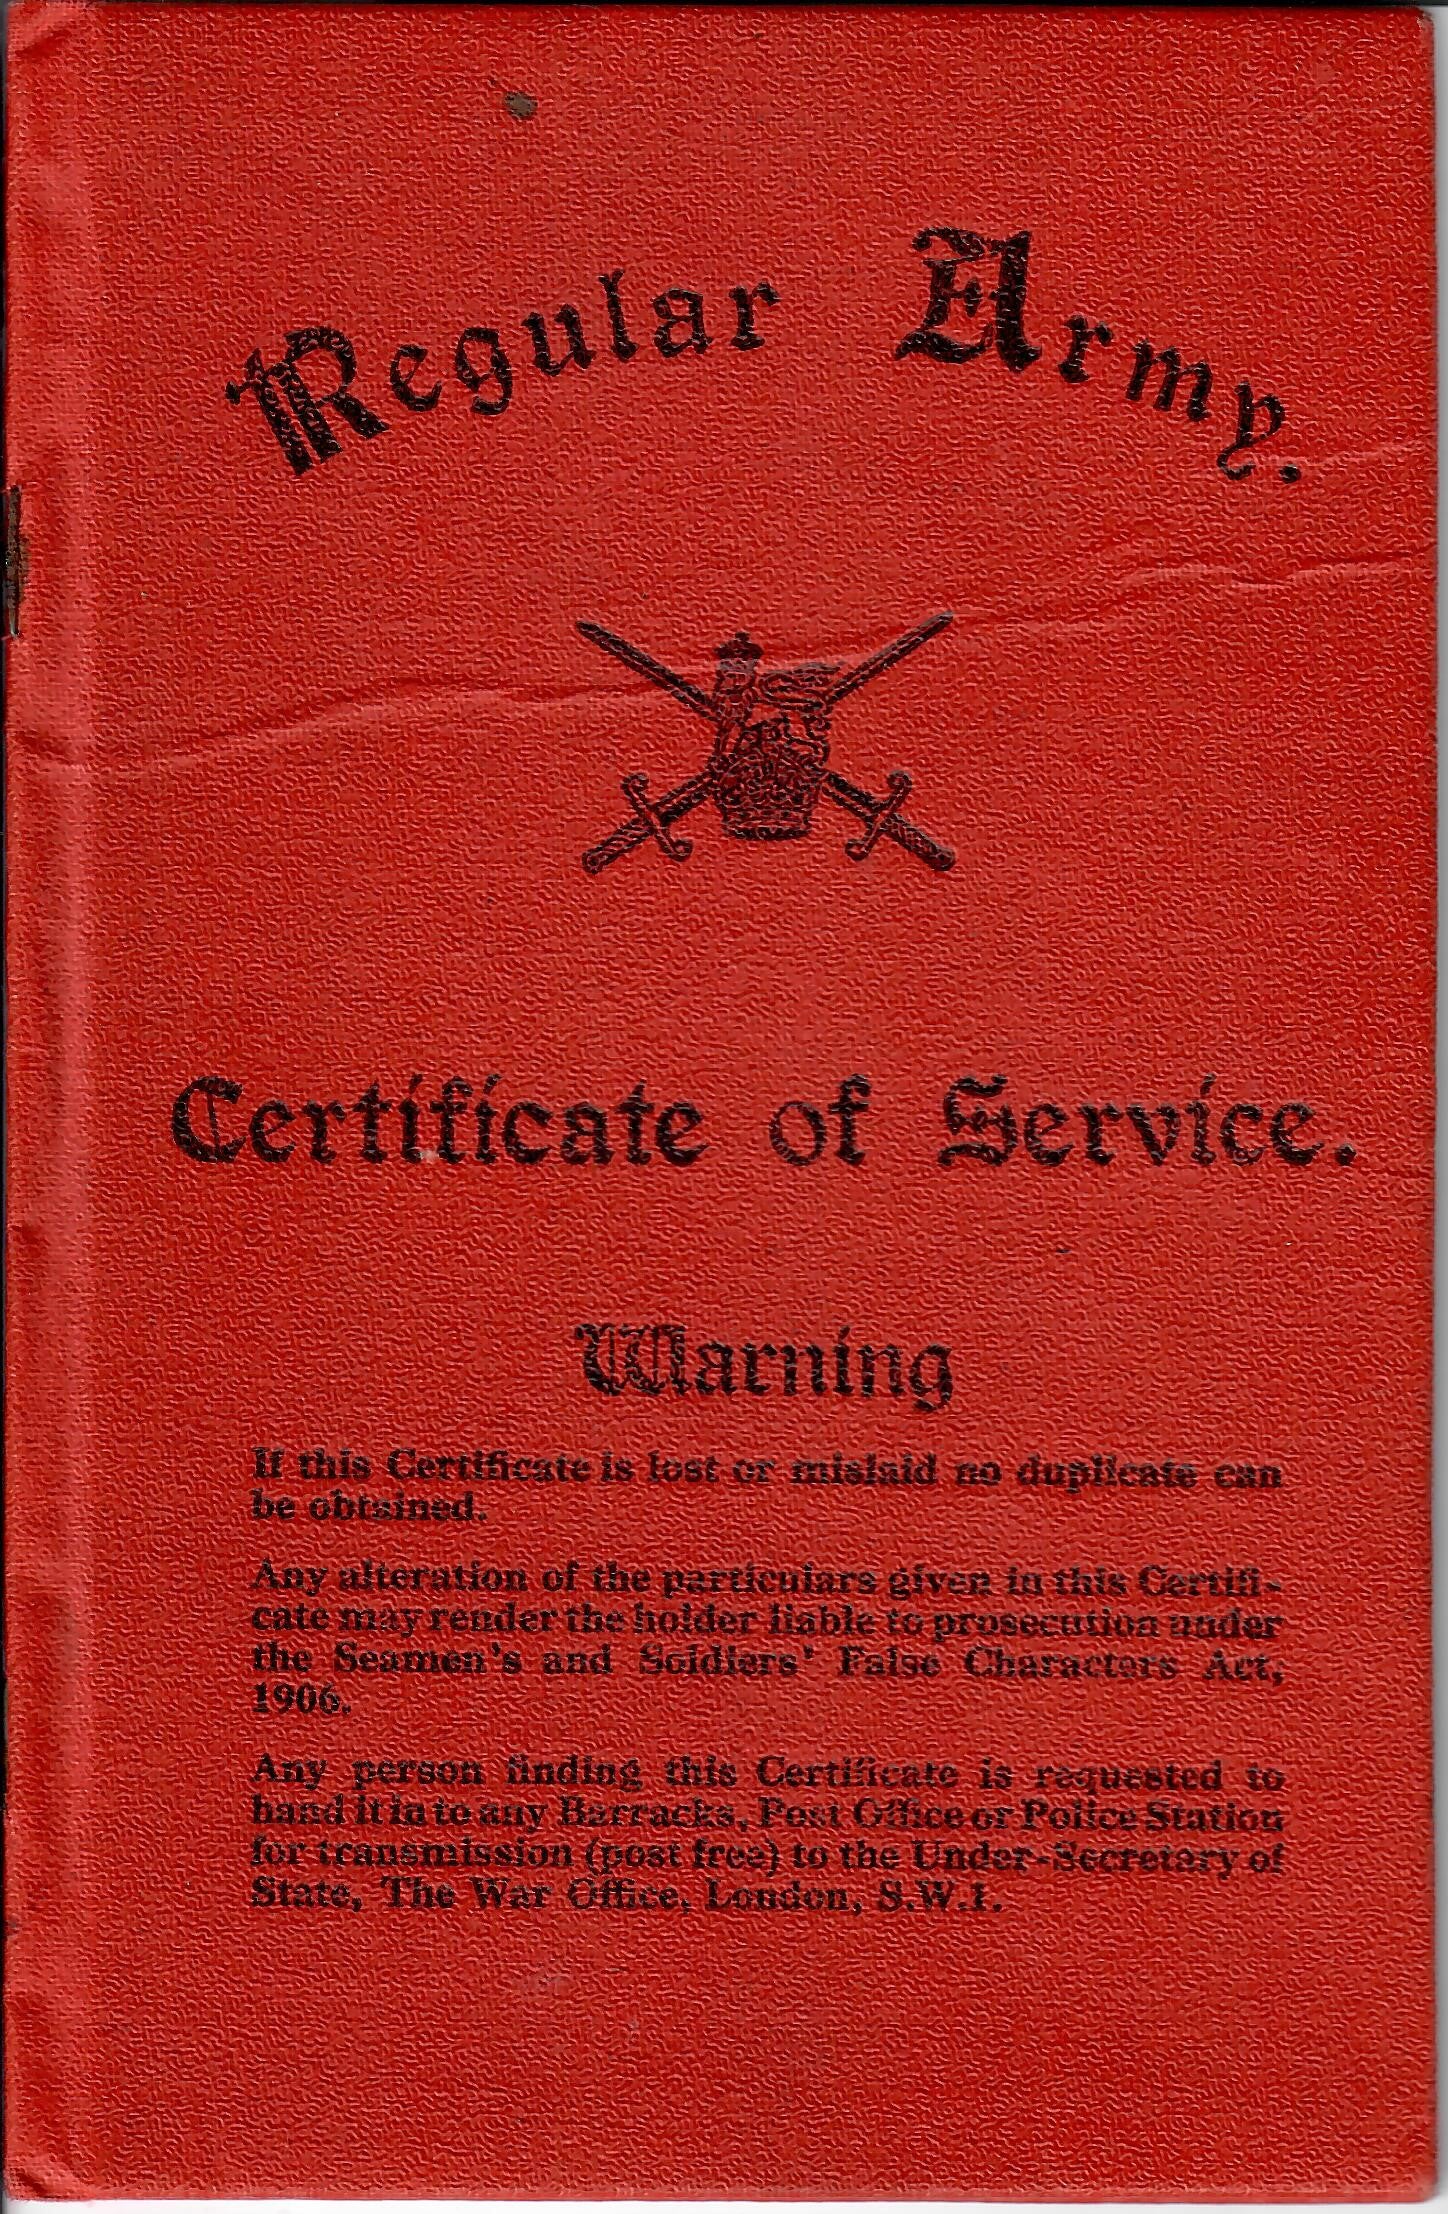 Regular Army.
Certificate of Service.
Warning
If this Certificate is lost or mislaid no duplicate can
be obtained.
Any alteration of the particulars given in this Certifi-
cate may render the holder liable to prosecution under
the Seamen's and Soldiers' False Characters Act,
1906.
Any person finding this Certificate is requested to
hand it in to any Barracks, Post Office or Police Station
for transmission (post free) to the Under-Secretary of
State, The War Office, London, S.W.1.